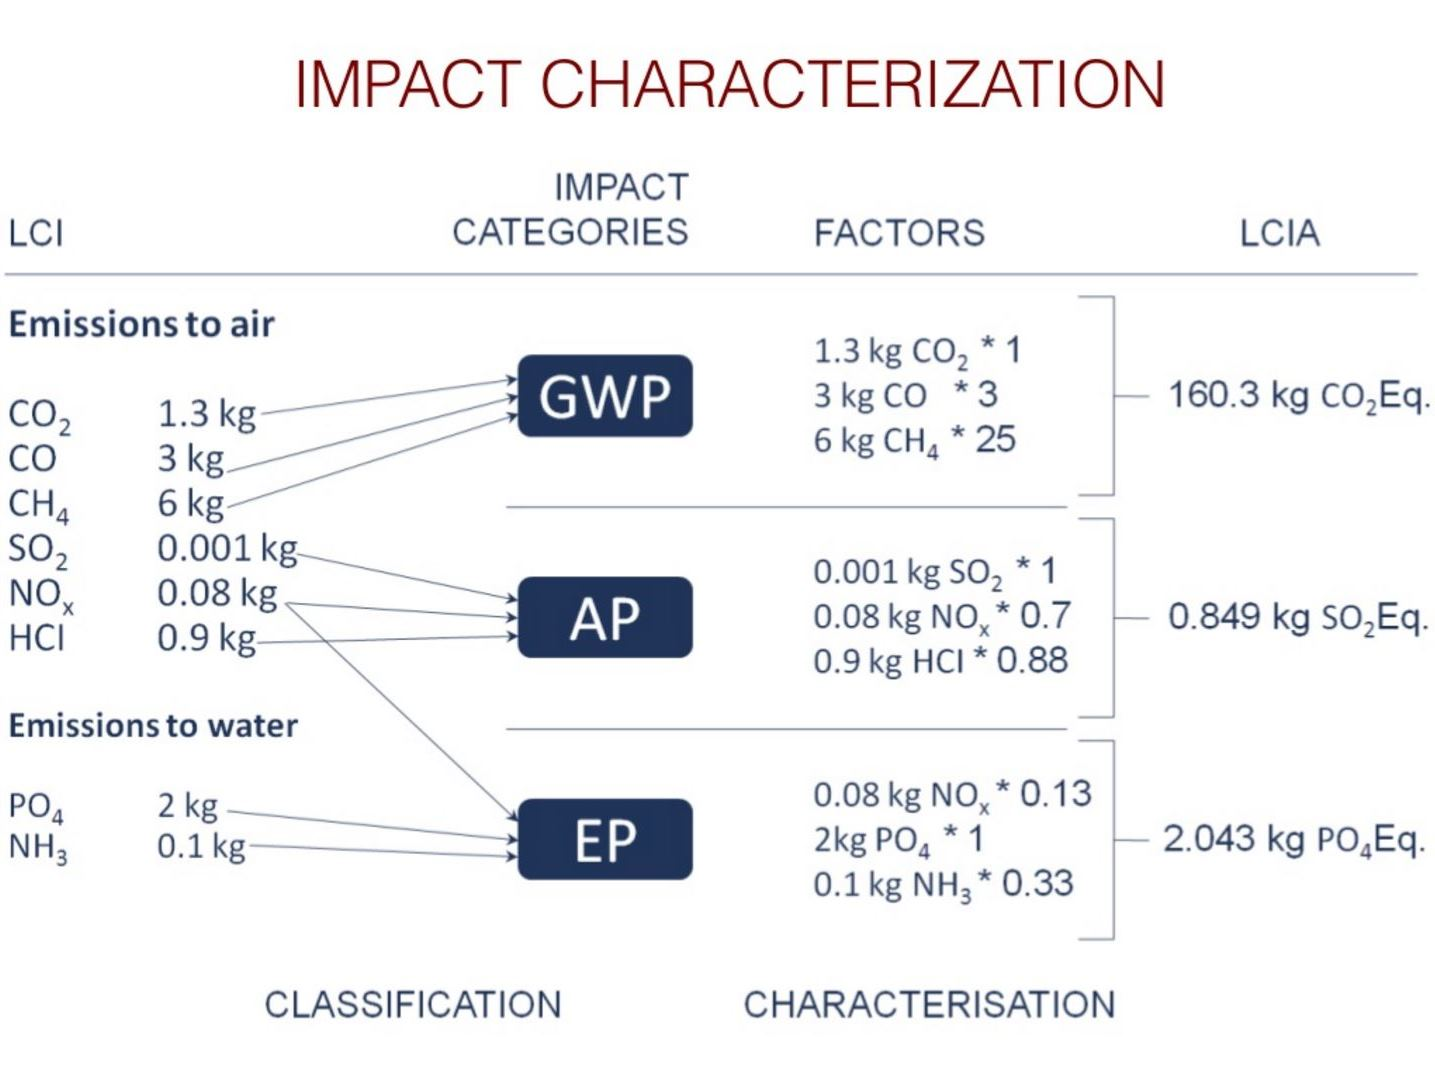 IMPACT CHARACTERIZATION
LCI
IMPACT
CATEGORIES
FACTORS
LCIA
Emissions to air
CO₂ 1.3 kg
CO 3 kg
CH₄ 6 kg
SO₂ 0.001 kg
NOₓ 0.08 kg
HCl 0.9 kg
Emissions to water
PO₄ 2 kg
NH₃ 0.1 kg
GWP
1.3 kg CO₂ * 1
3 kg CO * 3
6 kg CH₄ * 25
160.3 kg CO₂Eq.
AP
0.001 kg SO₂ * 1
0.08 kg NOₓ * 0.7
0.9 kg HCl * 0.88
0.849 kg SO₂Eq.
EP
0.08 kg NOₓ * 0.13
2kg PO₄ * 1
0.1 kg NH₃ * 0.33
2.043 kg PO₄Eq.
CLASSIFICATION
CHARACTERISATION